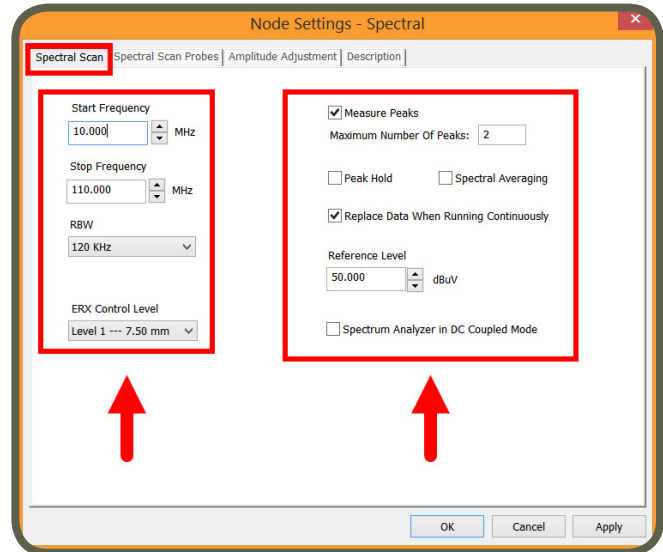 Node Settings - Spectral
Spectral Scan
Spectral Scan Probes
Amplitude Adjustment
Description
Start Frequency
10.000 MHz
Stop Frequency
110.000 MHz
RBW
120 KHz
ERX Control Level
Level 1 --- 7.50 mm
Measure Peaks
Maximum Number Of Peaks: 2
Peak Hold
Spectral Averaging
Replace Data When Running Continuously
Reference Level
50.000 dBuV
Spectrum Analyzer in DC Coupled Mode
OK
Cancel
Apply